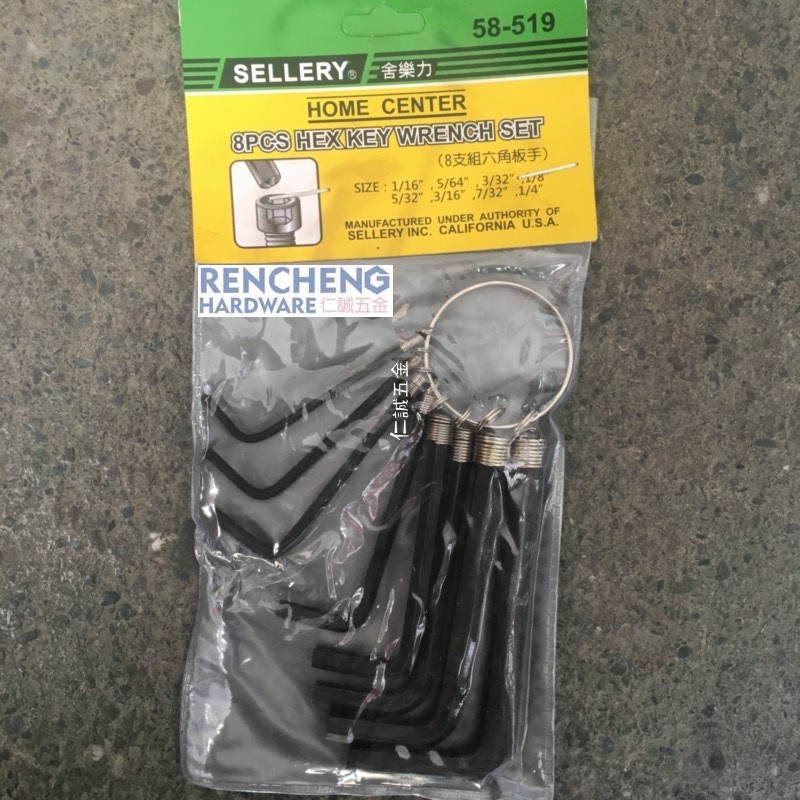 58-519
SELLERY® 舍樂力
HOME CENTER
8PCS HEX KEY WRENCH SET
(8支組六角板手)
SIZE : 1/16" , 5/64" , 3/32" , 1/8"
5/32" , 3/16" , 7/32" , 1/4"
MANUFACTURED UNDER AUTHORITY OF
SELLERY INC. CALIFORNIA U.S.A.
RENCHENG
HARDWARE 仁誠五金
仁誠五金